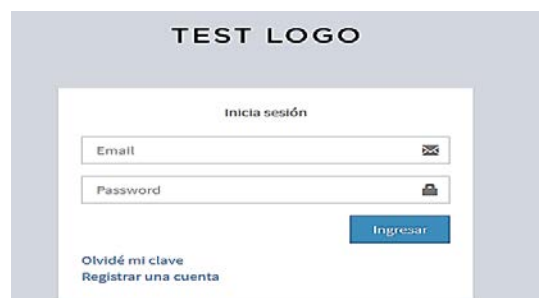 TEST LOGO
Inicia sesión
Email
Password
Ingresar
Olvidé mi clave
Registrar una cuenta